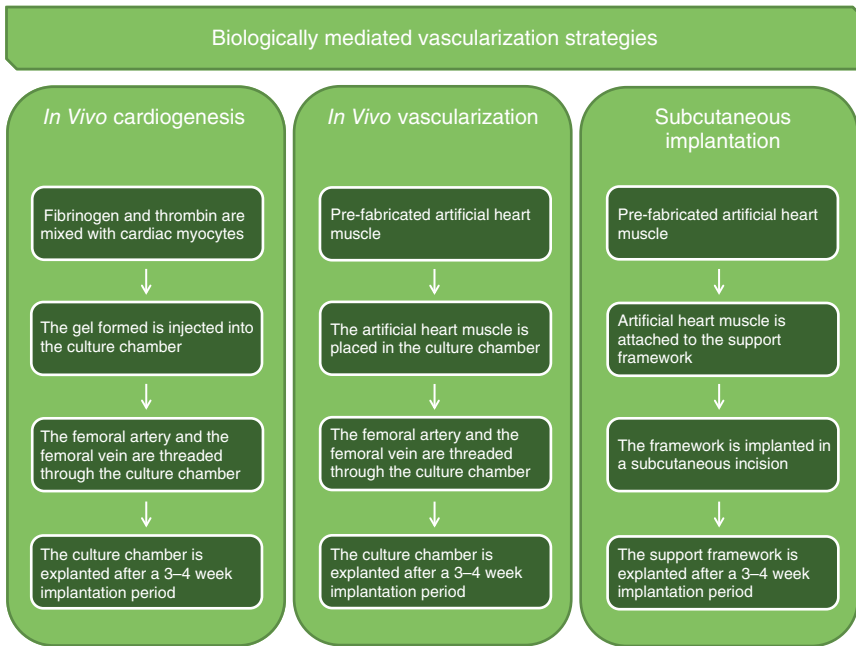 Biologically mediated vascularization strategies
In Vivo cardiogenesis
Fibrinogen and thrombin are
mixed with cardiac myocytes
The gel formed is injected into
the culture chamber
The femoral artery and the
femoral vein are threaded
through the culture chamber
The culture chamber is
explanted after a 3–4 week
implantation period
In Vivo vascularization
Pre-fabricated artificial heart
muscle
The artificial heart muscle is
placed in the culture chamber
The femoral artery and the
femoral vein are threaded
through the culture chamber
The culture chamber is
explanted after a 3–4 week
implantation period
Subcutaneous
implantation
Pre-fabricated artificial heart
muscle
Artificial heart muscle is
attached to the support
framework
The framework is implanted in
a subcutaneous incision
The support framework is
explanted after a 3–4 week
implantation period